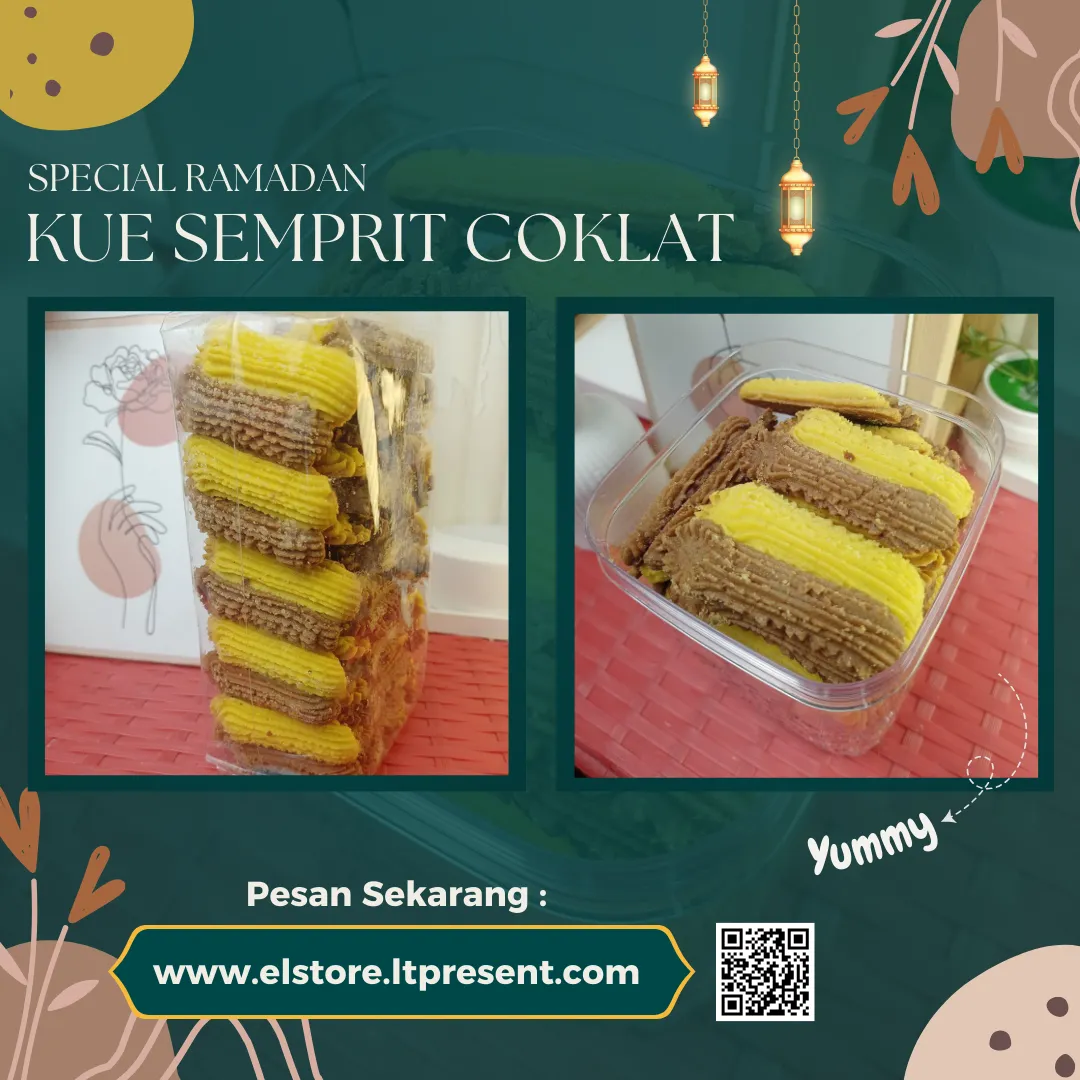 SPECIAL RAMADAN
KUE SEMPRIT COKLAT
Yummy
Pesan Sekarang :
www.elstore.ltpresent.com